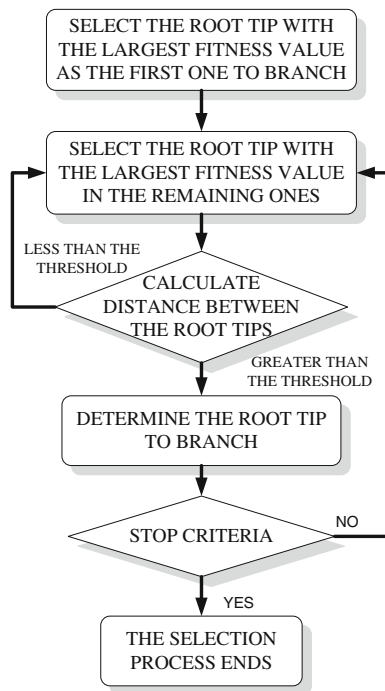 SELECT THE ROOT TIP WITH
THE LARGEST FITNESS VALUE
AS THE FIRST ONE TO BRANCH
SELECT THE ROOT TIP WITH
THE LARGEST FITNESS VALUE
IN THE REMAINING ONES
LESS THAN THE
THRESHOLD
CALCULATE
DISTANCE BETWEEN
THE ROOT TIPS
GREATER THAN
THE THRESHOLD
DETERMINE THE ROOT TIP
TO BRANCH
STOP CRITERIA
NO
YES
THE SELECTION
PROCESS ENDS